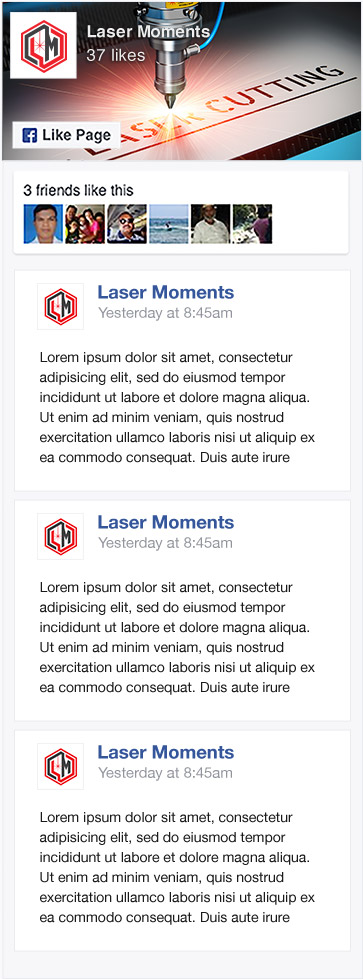 Laser Moments
37 likes
LASER CUTTING
Like Page
3 friends like this
LM
Laser Moments
Yesterday at 8:45am
Lorem ipsum dolor sit amet, consectetur
adipisicing elit, sed do eiusmod tempor
incididunt ut labore et dolore magna aliqua.
Ut enim ad minim veniam, quis nostrud
exercitation ullamco laboris nisi ut aliquip ex
ea commodo consequat. Duis aute irure
LM
Laser Moments
Yesterday at 8:45am
Lorem ipsum dolor sit amet, consectetur
adipisicing elit, sed do eiusmod tempor
incididunt ut labore et dolore magna aliqua.
Ut enim ad minim veniam, quis nostrud
exercitation ullamco laboris nisi ut aliquip ex
ea commodo consequat. Duis aute irure
LM
Laser Moments
Yesterday at 8:45am
Lorem ipsum dolor sit amet, consectetur
adipisicing elit, sed do eiusmod tempor
incididunt ut labore et dolore magna aliqua.
Ut enim ad minim veniam, quis nostrud
exercitation ullamco laboris nisi ut aliquip ex
ea commodo consequat. Duis aute irure